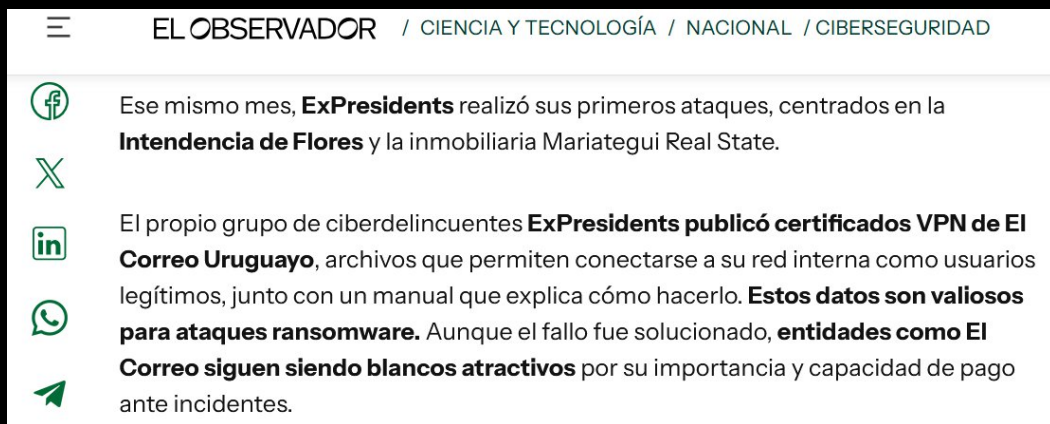 EL OBSERVADOR / CIENCIA Y TECNOLOGÍA / NACIONAL / CIBERSEGURIDAD
Ese mismo mes, ExPresidents realizó sus primeros ataques, centrados en la
Intendencia de Flores y la inmobiliaria Mariategui Real State.
El propio grupo de ciberdelincuentes ExPresidents publicó certificados VPN de El
Correo Uruguayo, archivos que permiten conectarse a su red interna como usuarios
legítimos, junto con un manual que explica cómo hacerlo. Estos datos son valiosos
para ataques ransomware. Aunque el fallo fue solucionado, entidades como El
Correo siguen siendo blancos atractivos por su importancia y capacidad de pago
ante incidentes.